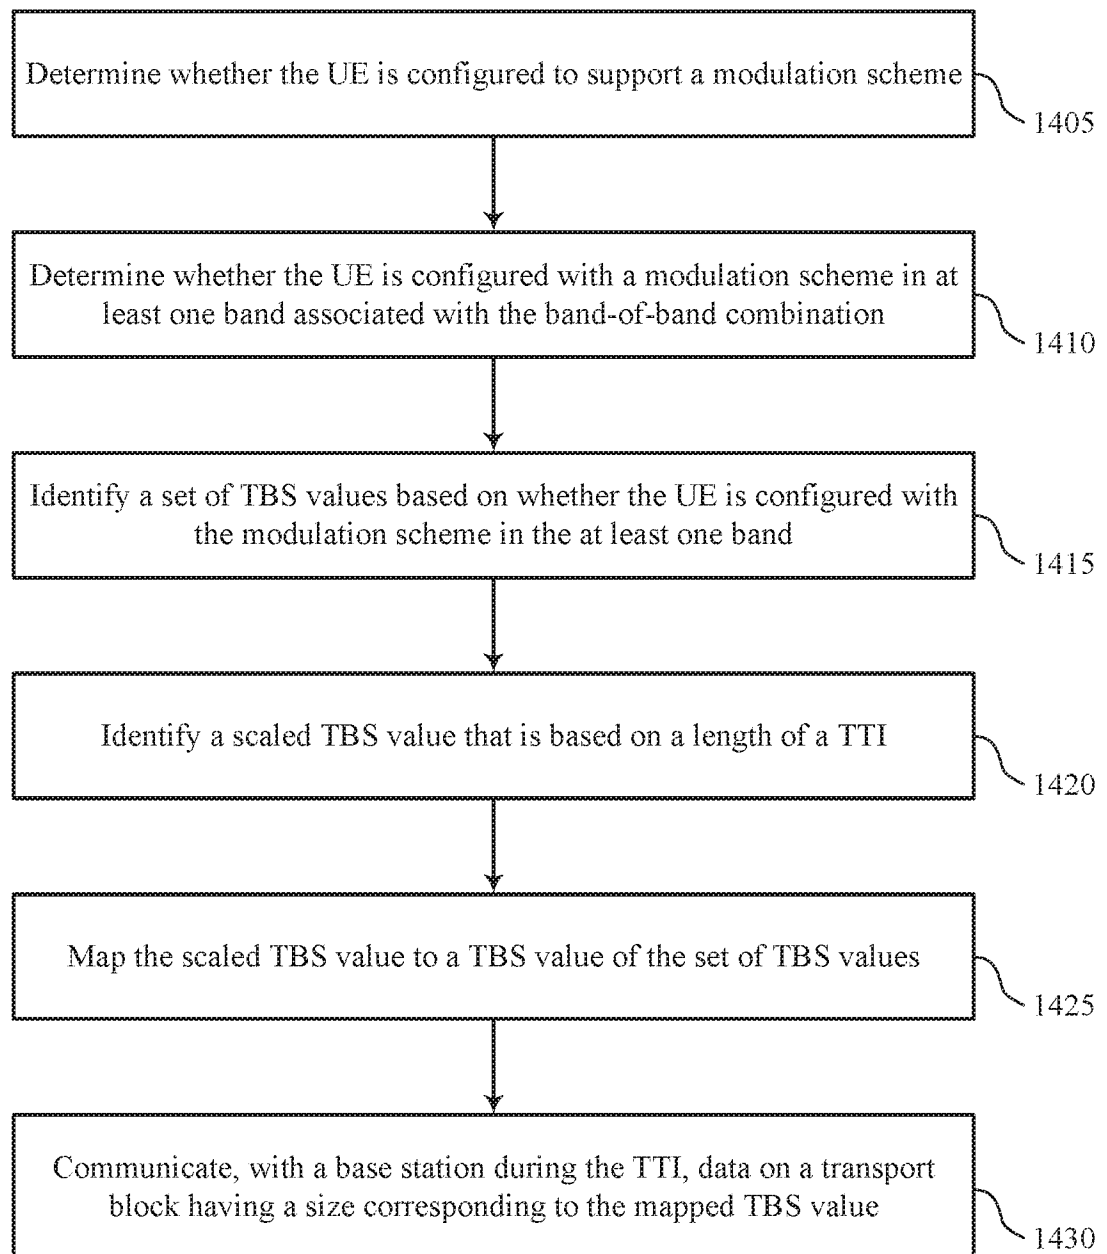 Determine whether the UE is configured to support a modulation scheme
1405
Determine whether the UE is configured with a modulation scheme in at
least one band associated with the band-of-band combination
1410
Identify a set of TBS values based on whether the UE is configured with
the modulation scheme in the at least one band
1415
Identify a scaled TBS value that is based on a length of a TTI
1420
Map the scaled TBS value to a TBS value of the set of TBS values
1425
Communicate, with a base station during the TTI, data on a transport
block having a size corresponding to the mapped TBS value
1430